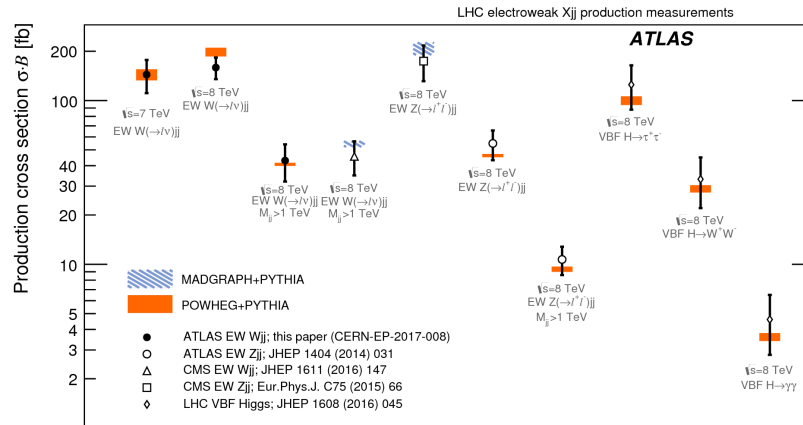 LHC electroweak Xjj production measurements
ATLAS
Production cross section σ·B [fb]
200
100
40
30
20
10
5
4
3
2
√s=7 TeV
EW W(→lν)jj
√s=8 TeV
EW W(→lν)jj
√s=8 TeV
EW W(→lν)jj
M_jj>1 TeV
√s=8 TeV
EW W(→lν)jj
M_jj>1 TeV
√s=8 TeV
EW Z(→l⁺l⁻)jj
√s=8 TeV
EW Z(→l⁺l⁻)jj
√s=8 TeV
EW Z(→l⁺l⁻)jj
M_jj>1 TeV
√s=8 TeV
VBF H→τ⁺τ⁻
√s=8 TeV
VBF H→W⁺W⁻
√s=8 TeV
VBF H→γγ
MADGRAPH+PYTHIA
POWHEG+PYTHIA
ATLAS EW Wjj; this paper (CERN-EP-2017-008)
ATLAS EW Zjj; JHEP 1404 (2014) 031
CMS EW Wjj; JHEP 1611 (2016) 147
CMS EW Zjj; Eur.Phys.J. C75 (2015) 66
LHC VBF Higgs; JHEP 1608 (2016) 045